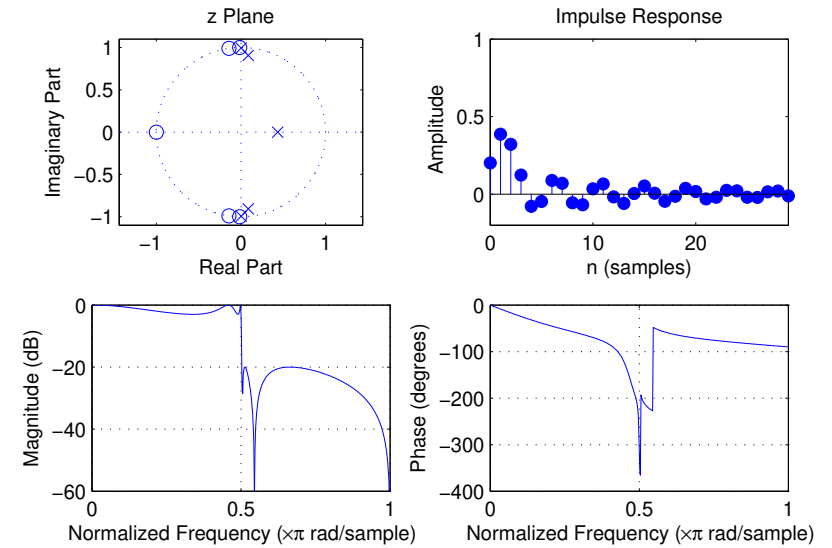 z Plane
1
0.5
0
−0.5
−1
Imaginary Part
−1
0
1
Real Part
Impulse Response
1
0.5
0
Amplitude
0
10
20
n (samples)
0
−20
−40
−60
Magnitude (dB)
0
0.5
1
Normalized Frequency (×π rad/sample)
0
−100
−200
−300
−400
Phase (degrees)
0
0.5
1
Normalized Frequency (×π rad/sample)